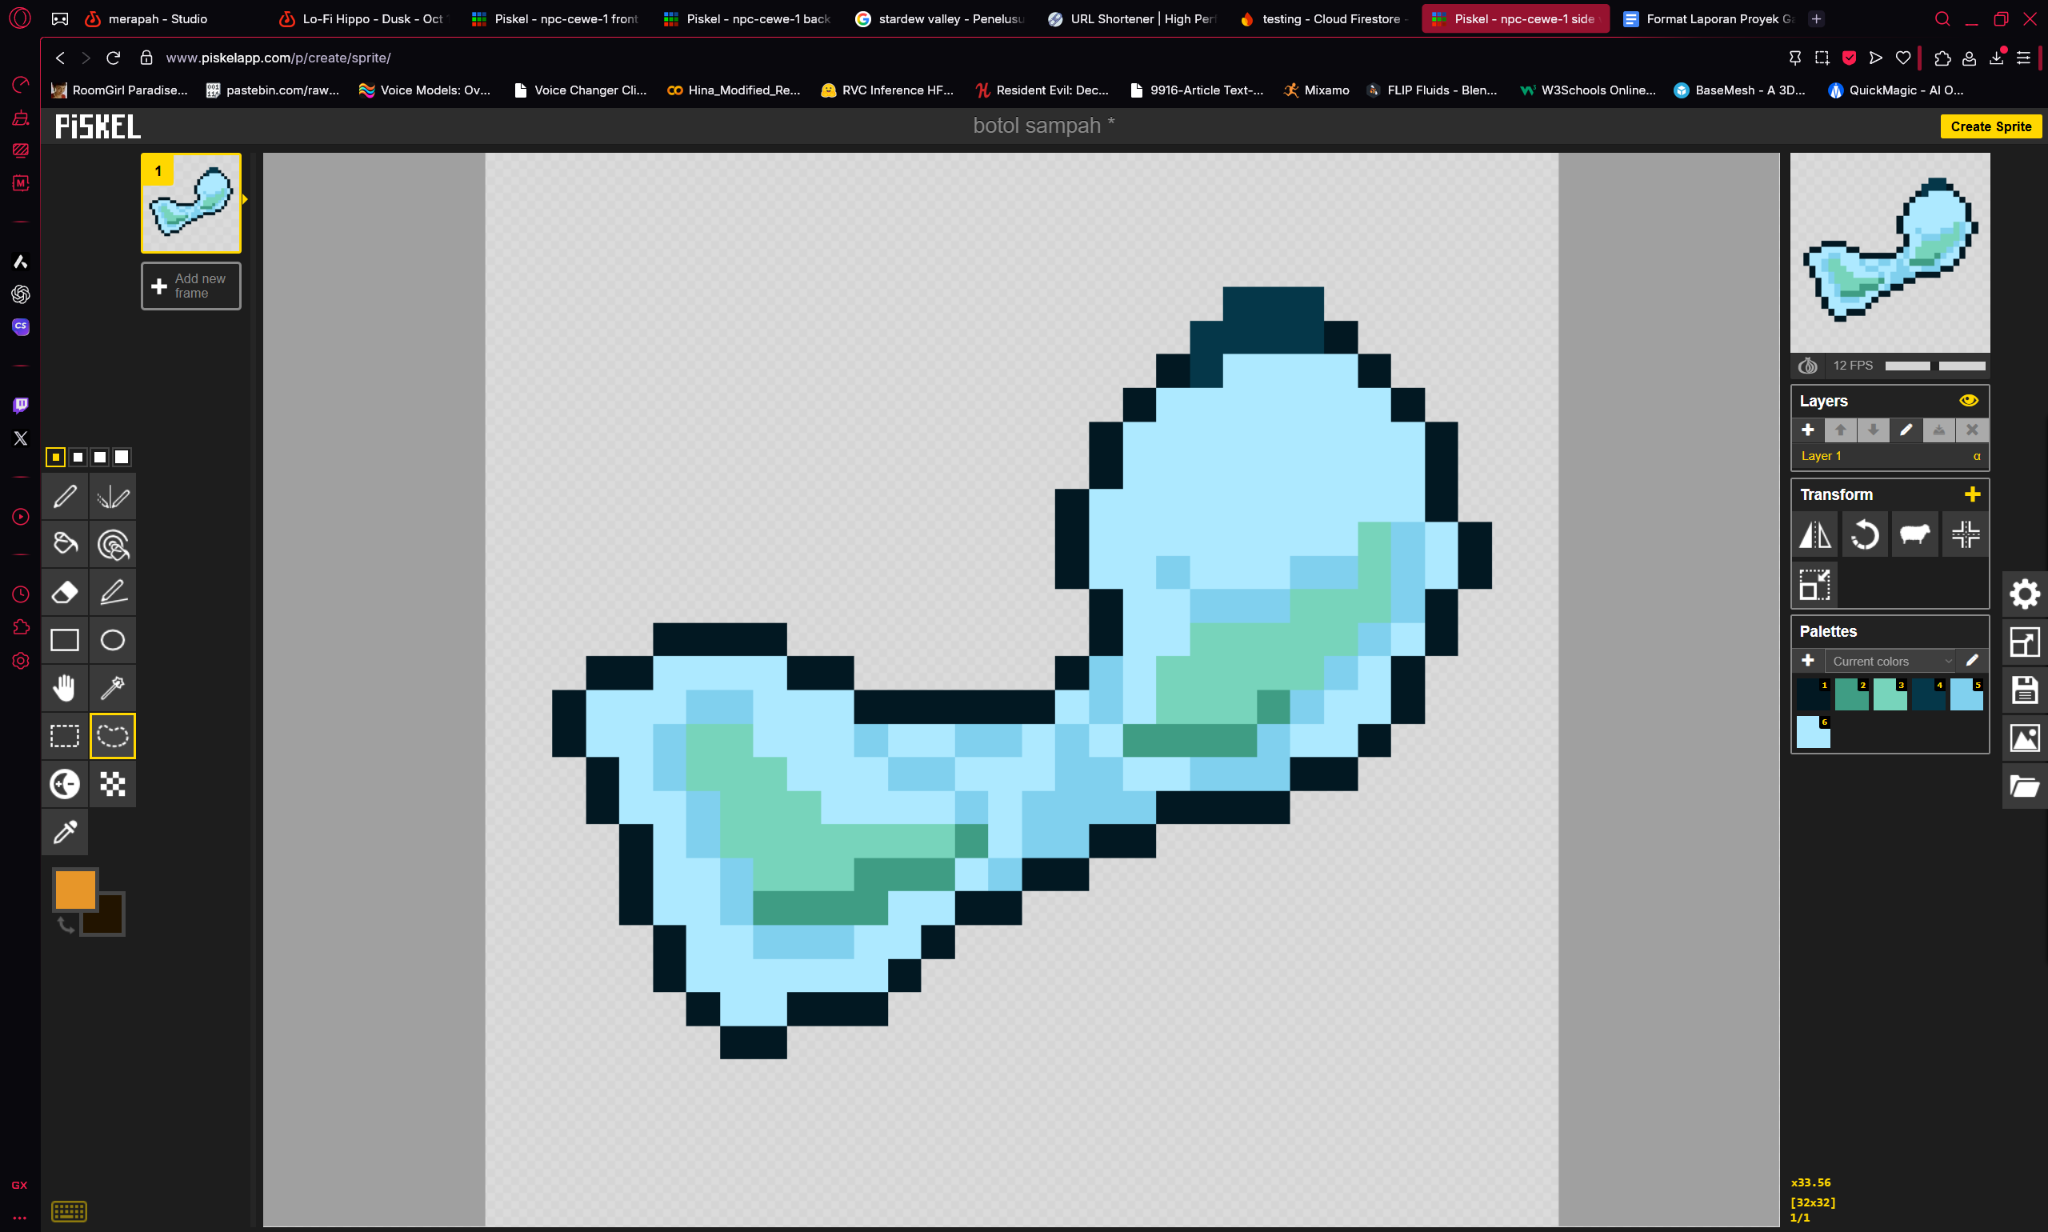 merapah - Studio
Lo-Fi Hippo - Dusk - Oct
Piskel - npc-cewe-1 front
Piskel - npc-cewe-1 back
stardew valley - Penelusu
URL Shortener | High Per
testing - Cloud Firestore -
Piskel - npc-cewe-1 side
Format Laporan Proyek Ga
www.piskelapp.com/p/create/sprite/
RoomGirl Paradise...
pastebin.com/raw...
Voice Models: Ov...
Voice Changer Cli...
Hina_Modified_Re...
RVC Inference HF...
Resident Evil: Dec...
9916-Article Text-...
Mixamo
FLIP Fluids - Blen...
W3Schools Online...
BaseMesh - A 3D...
QuickMagic - AI O...
PiSKEL
botol sampah *
Create Sprite
1
Add new
frame
12 FPS
Layers
Layer 1
α
Transform
Palettes
Current colors
1
2
3
4
5
6
CS
M
GX
x33.56
[32x32]
1/1